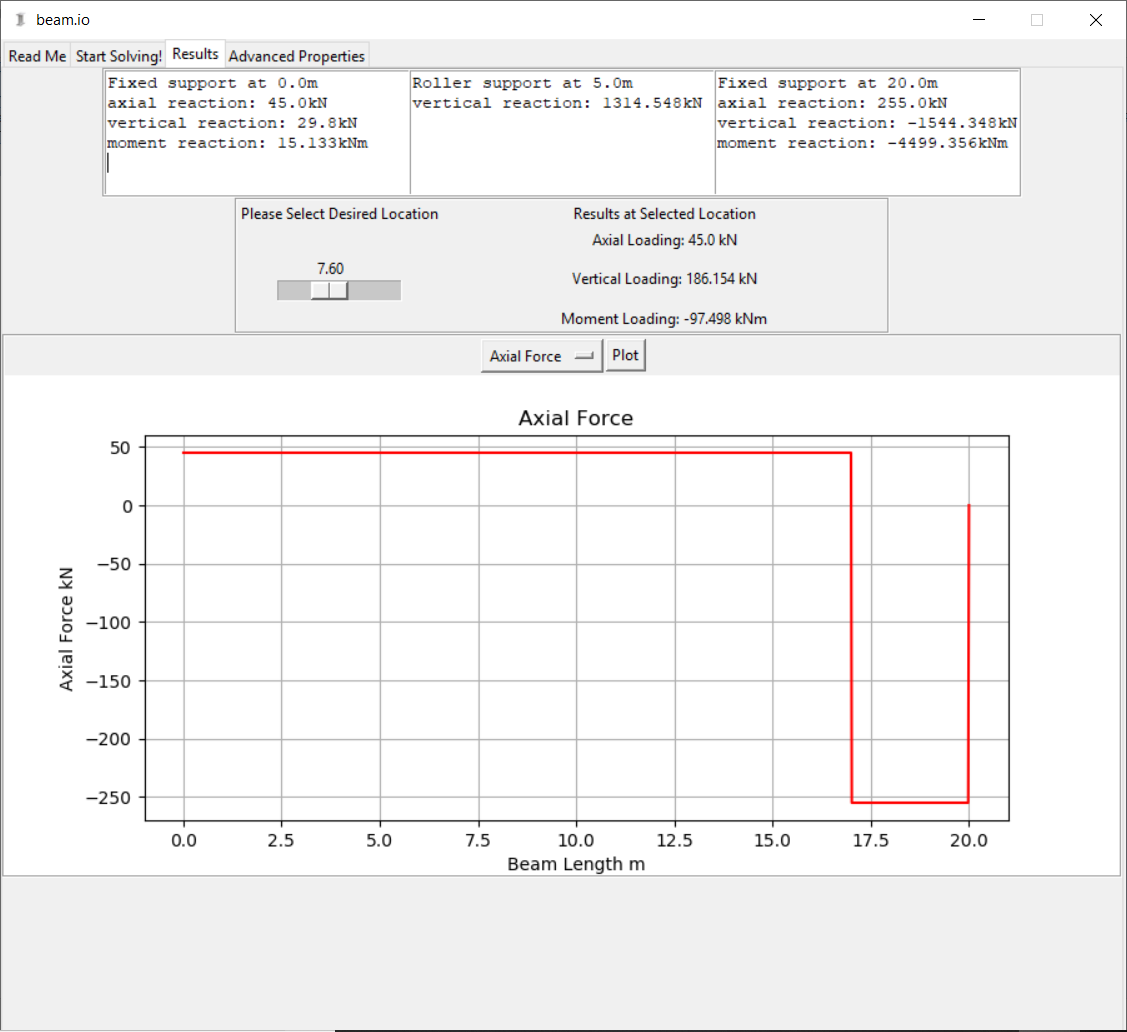 beam.io
Read Me Start Solving! Results Advanced Properties
Fixed support at 0.0m
axial reaction: 45.0kN
vertical reaction: 29.8kN
moment reaction: 15.133kNm
Roller support at 5.0m
vertical reaction: 1314.548kN
Fixed support at 20.0m
axial reaction: 255.0kN
vertical reaction: -1544.348kN
moment reaction: -4499.356kNm
Please Select Desired Location
7.60
Results at Selected Location
Axial Loading: 45.0 kN
Vertical Loading: 186.154 kN
Moment Loading: -97.498 kNm
Axial Force Plot
Axial Force
Axial Force kN
50
0
−50
−100
−150
−200
−250
0.0 2.5 5.0 7.5 10.0 12.5 15.0 17.5 20.0
Beam Length m